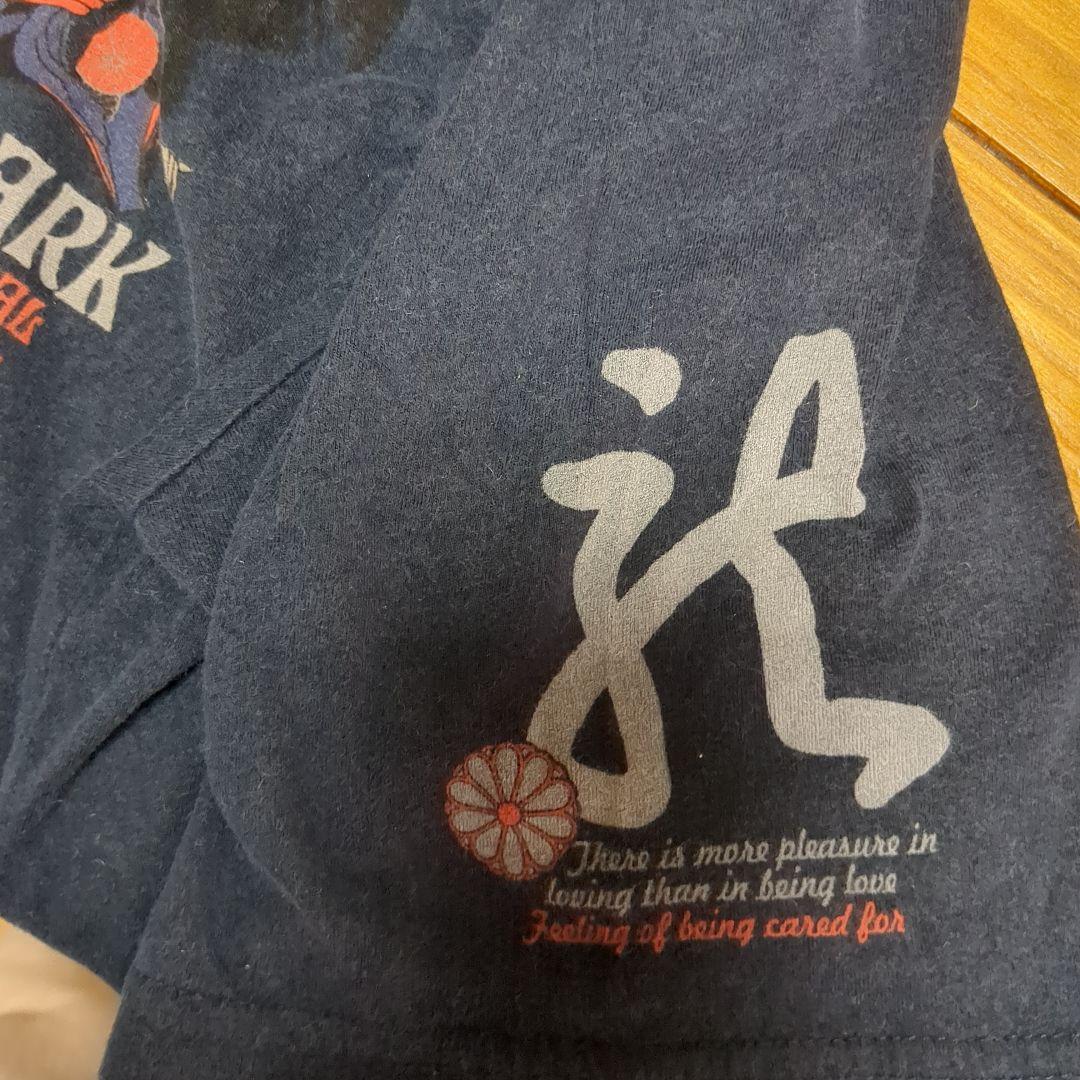 ARK
There is more pleasure in
loving than in being love
Feeling of being cared for